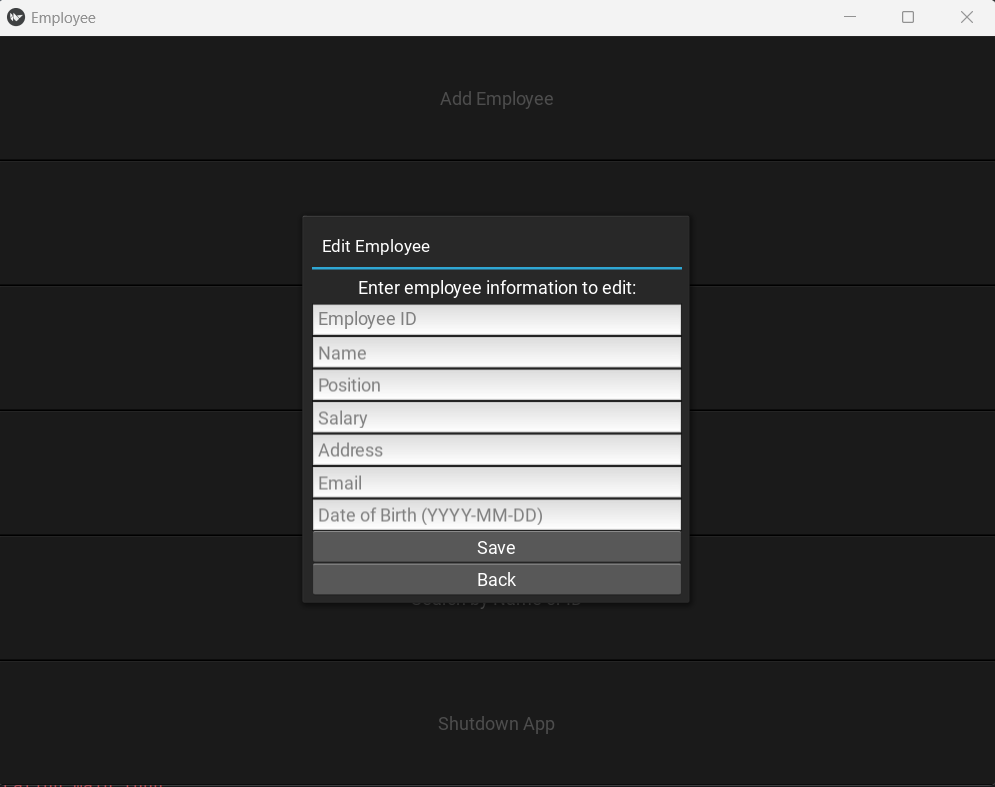 Employee
Add Employee
Edit Employee
Enter employee information to edit:
Employee ID
Name
Position
Salary
Address
Email
Date of Birth (YYYY-MM-DD)
Save
Back
Shutdown App